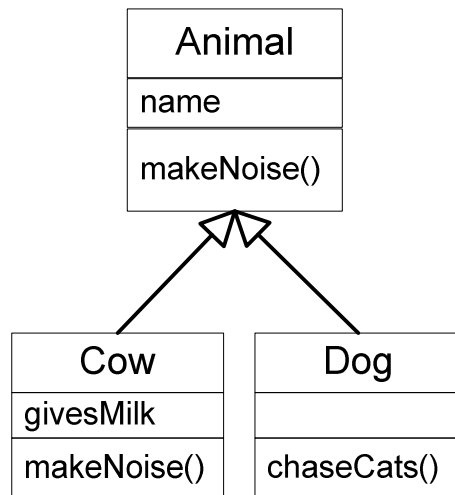 Animal
name
makeNoise()
Cow
givesMilk
makeNoise()
Dog
chaseCats()